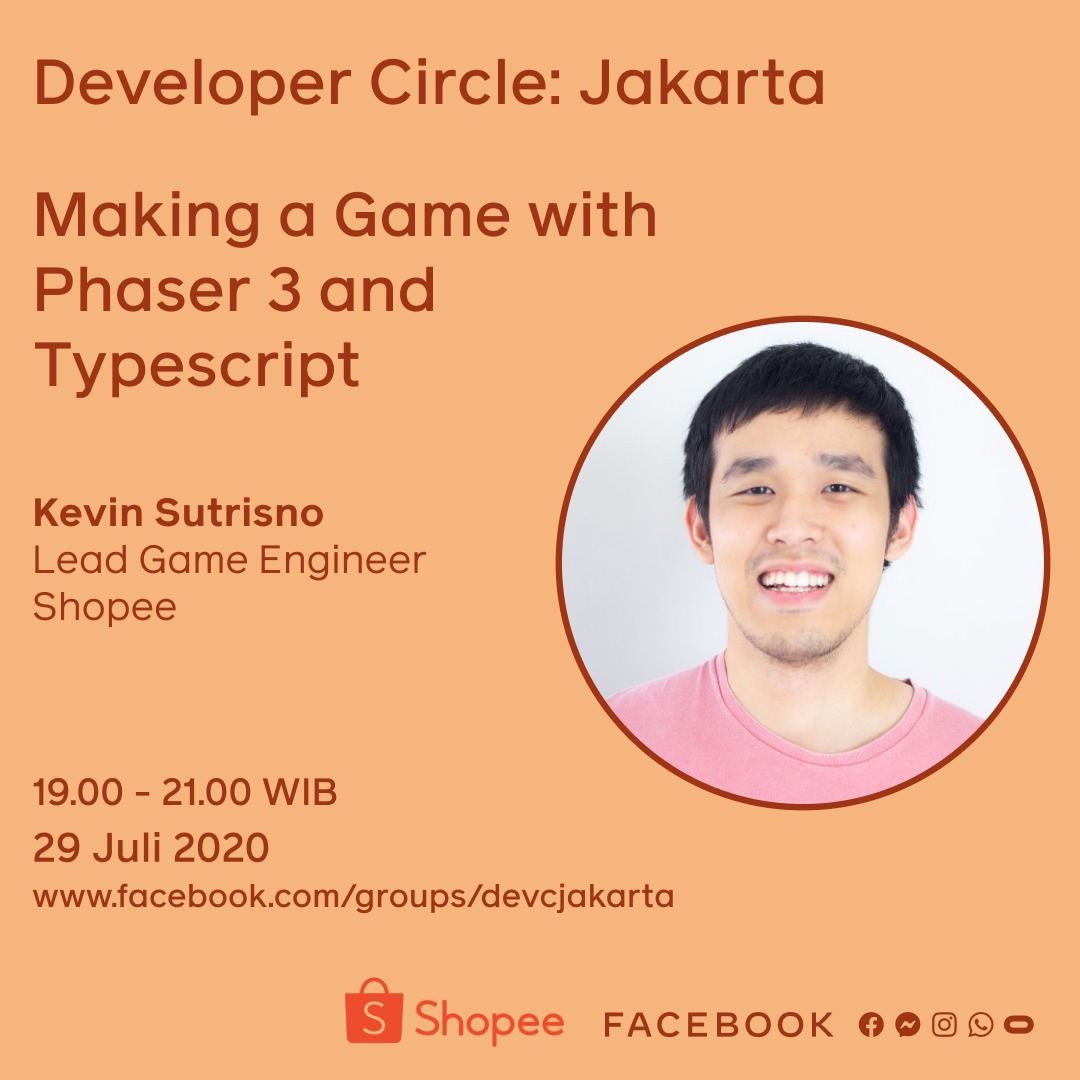 Developer Circle: Jakarta
Making a Game with
Phaser 3 and
Typescript
Kevin Sutrisno
Lead Game Engineer
Shopee
19.00 - 21.00 WIB
29 Juli 2020
www.facebook.com/groups/devcjakarta
S Shopee FACEBOOK